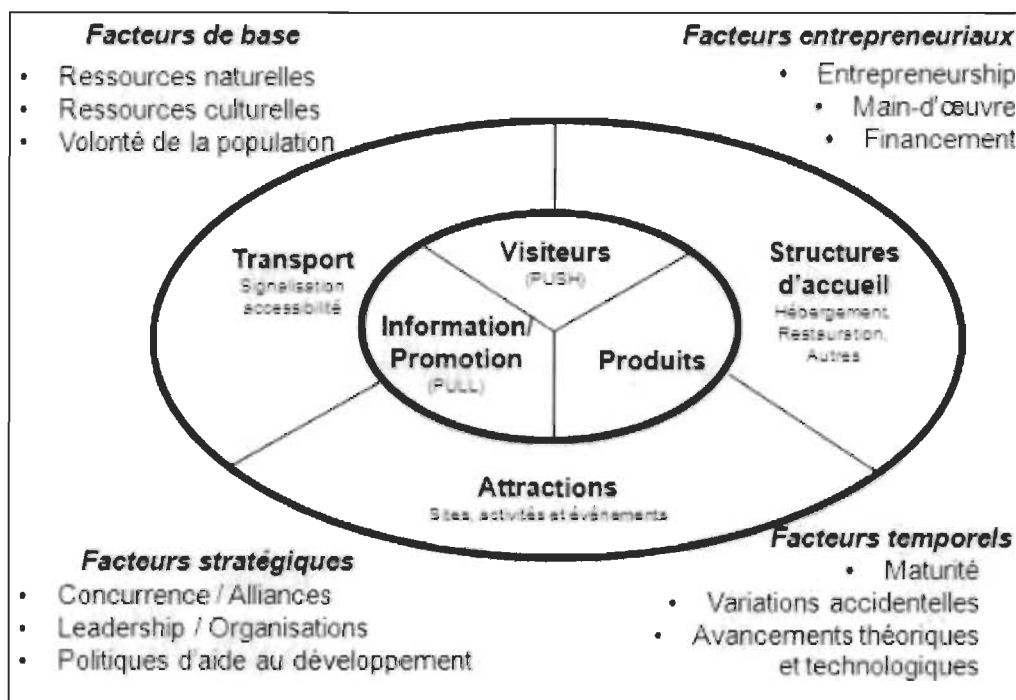 Facteurs de base
• Ressources naturelles
• Ressources culturelles
• Volonté de la population
Facteurs entrepreneuriaux
• Entrepreneurship
• Main-d'œuvre
• Financement
Transport
Signalisation
accessibilité
Visiteurs
(PUSH)
Structures
d'accueil
Hébergement,
Restauration,
Autres
Information/
Promotion
(PULL)
Produits
Attractions
Sites, activités et événements
Facteurs stratégiques
• Concurrence / Alliances
• Leadership / Organisations
• Politiques d'aide au développement
Facteurs temporels
• Maturité
• Variations accidentelles
• Avancements théoriques
et technologiques